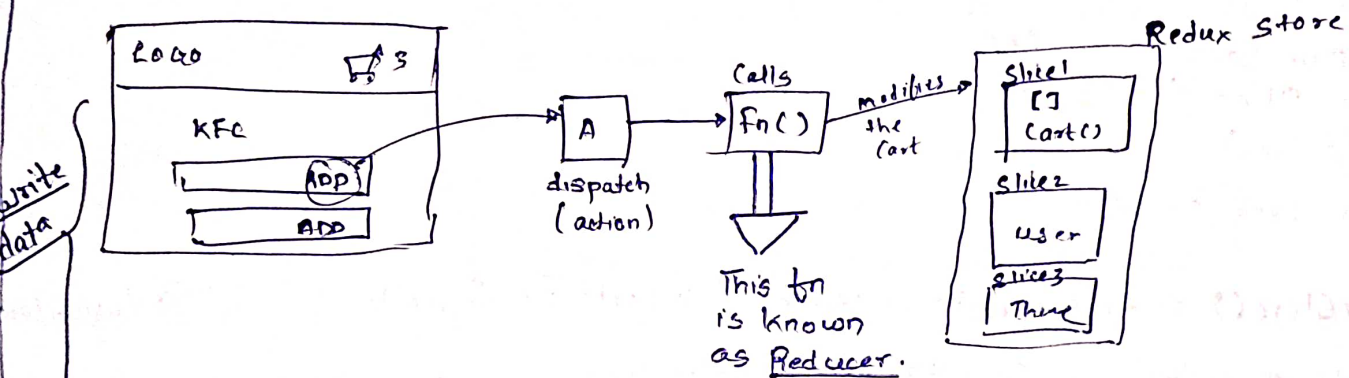 Redux Store
LOGO
3
KFC
ADD
ADD
write
data
A
dispatch
(action)
Calls
fn()
modifies
the
Cart
This fn
is known
as Reducer.
Slice1
[]
Cart()
Slice2
user
Slice3